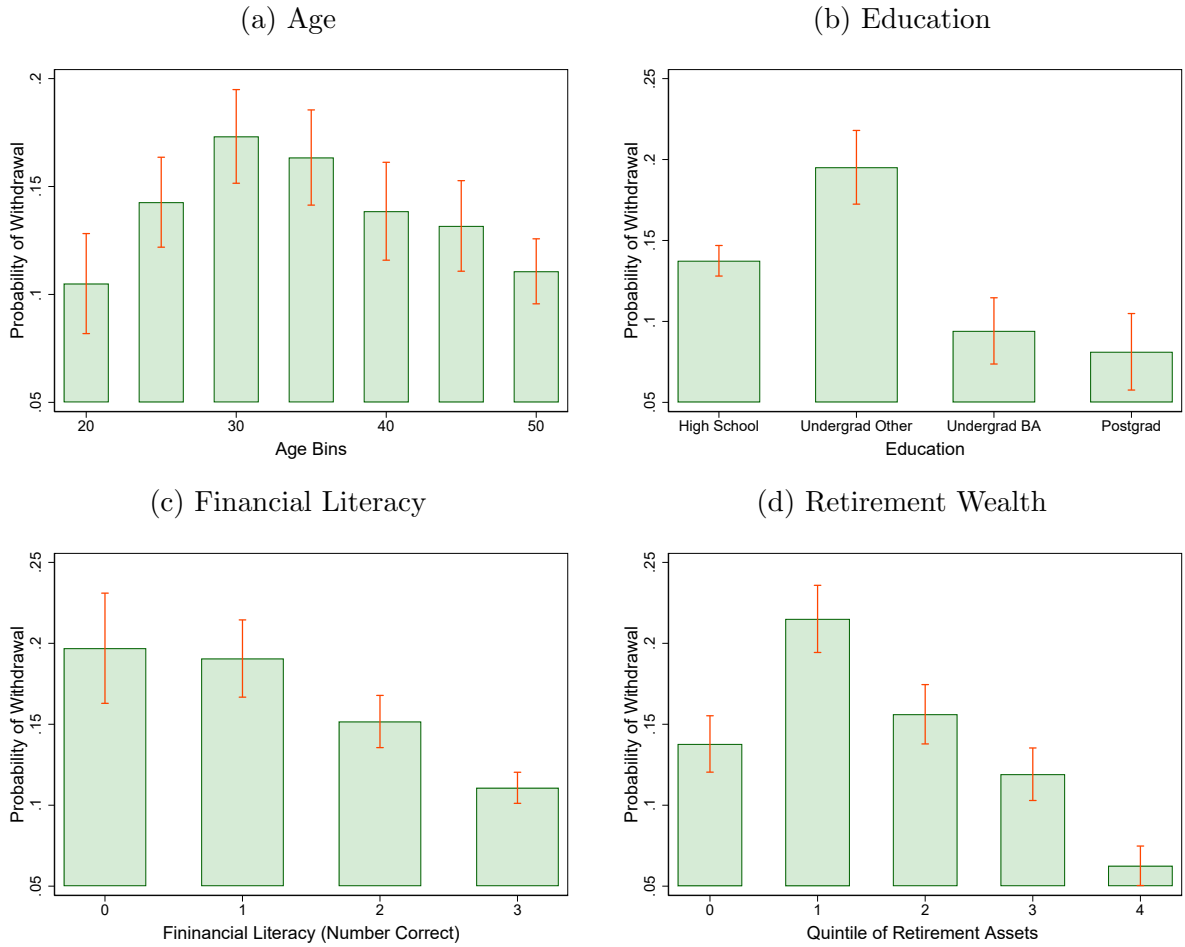 (a) Age
Probability of Withdrawal
.2
.15
.1
.05
20 30 40 50
Age Bins
(b) Education
Probability of Withdrawal
.25
.2
.15
.1
.05
High School Undergrad Other Undergrad BA Postgrad
Education
(c) Financial Literacy
Probability of Withdrawal
.25
.2
.15
.1
.05
0 1 2 3
Fininancial Literacy (Number Correct)
(d) Retirement Wealth
Probability of Withdrawal
.25
.2
.15
.1
.05
0 1 2 3 4
Quintile of Retirement Assets